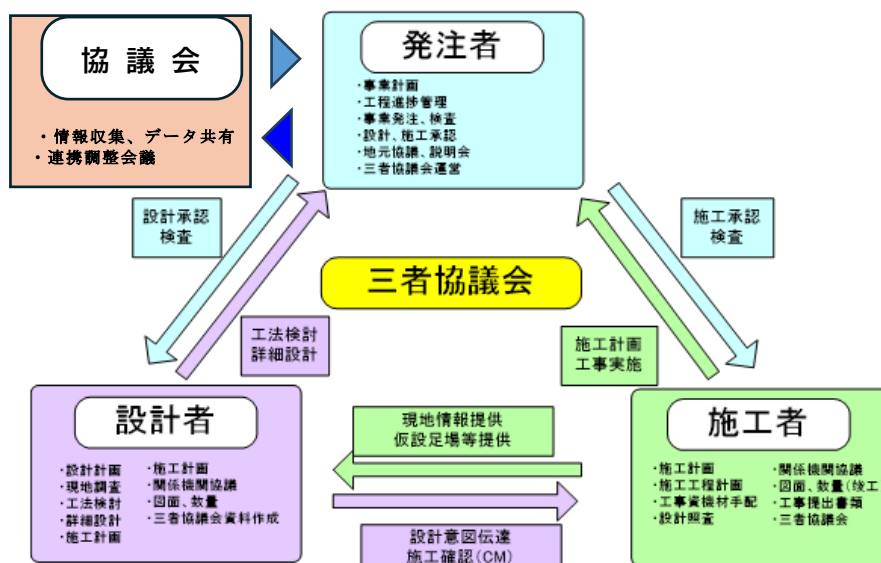 協 議 会
・情報収集、データ共有
・連携調整会議
発注者
・事業計画
・工程進捗管理
・事業発注、検査
・設計、施工承認
・地元協議、説明会
・三者協議会運営
設計承認
検査
施工承認
検査
三者協議会
工法検討
詳細設計
施工計画
工事実施
設計者
・設計計画
・現地調査
・工法検討
・詳細設計
・施工計画
・施工計画
・関係機関協議
・図面、数量
・三者協議会資料作成
現地情報提供
仮設足場等提供
設計意図伝達
施工確認(CM)
施工者
・施工計画
・施工工程計画
・工事資機材手配
・設計照査
・関係機関協議
・図面、数量(竣工
・工事提出書類
・三者協議会